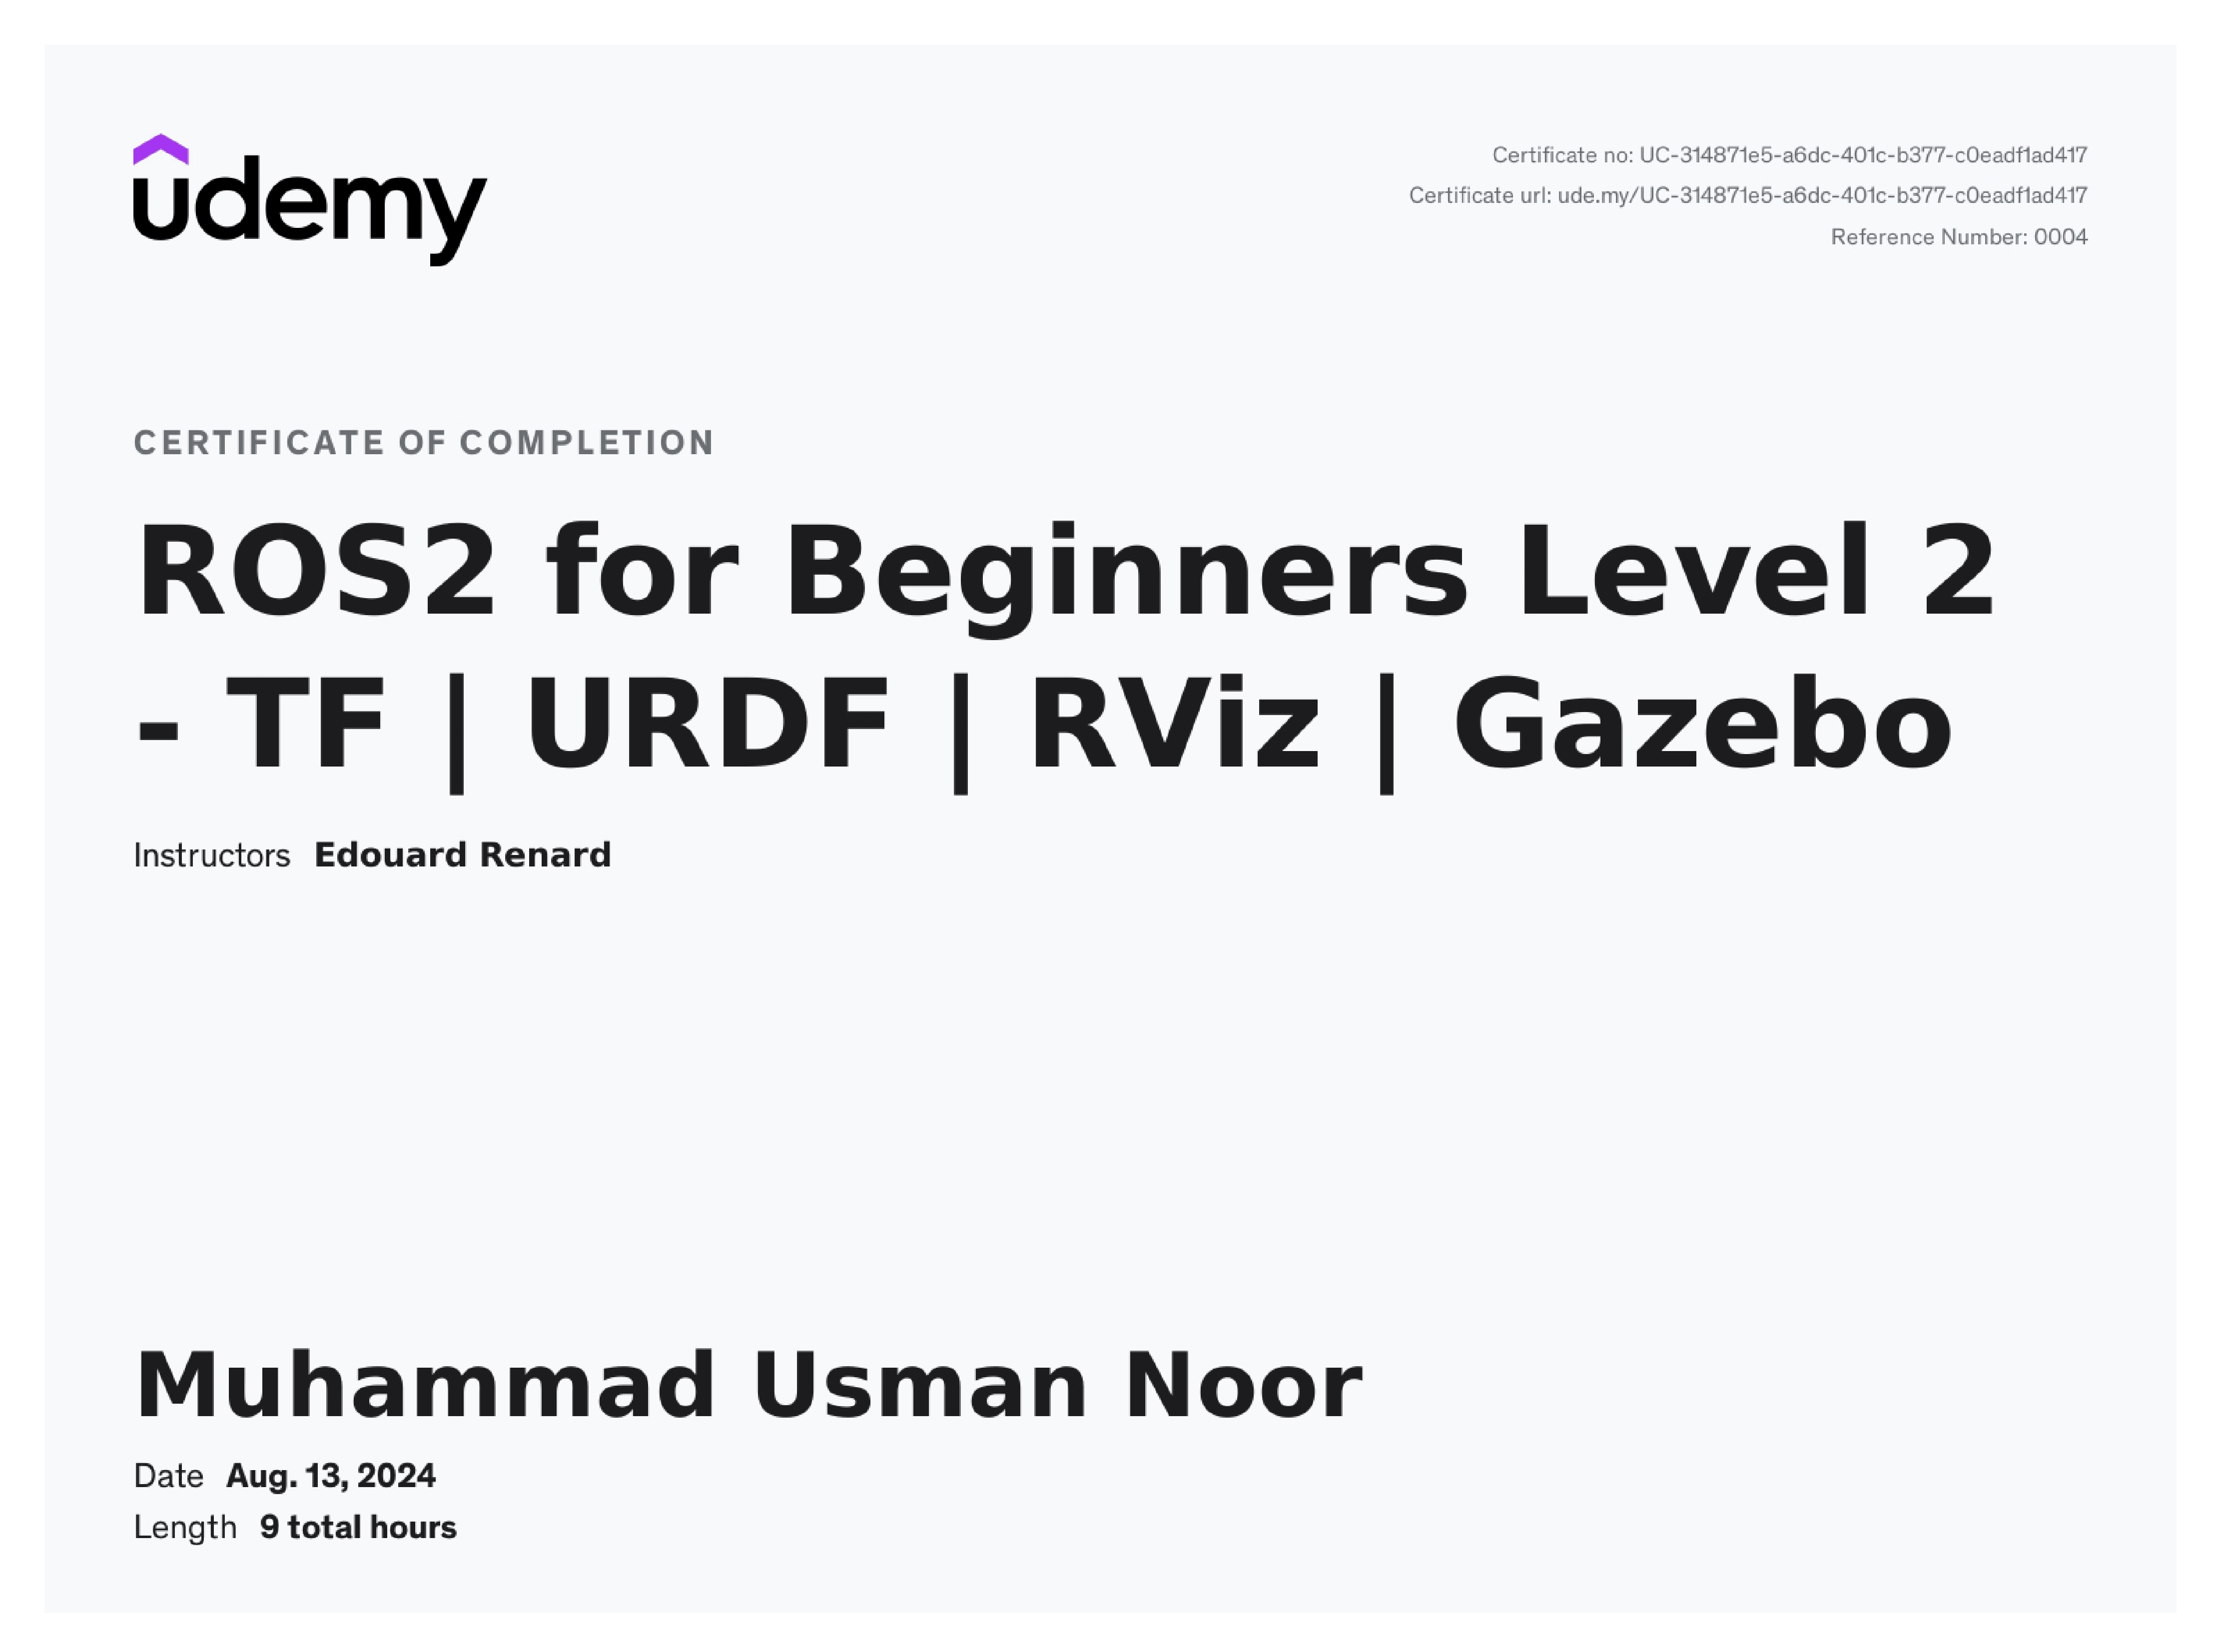 udemy
Certificate no: UC-314871e5-a6dc-401c-b377-c0eadf1ad417
Certificate url: ude.my/UC-314871e5-a6dc-401c-b377-c0eadf1ad417
Reference Number: 0004
CERTIFICATE OF COMPLETION
ROS2 for Beginners Level 2
- TF | URDF | RViz | Gazebo
Instructors Edouard Renard
Muhammad Usman Noor
Date Aug. 13, 2024
Length 9 total hours